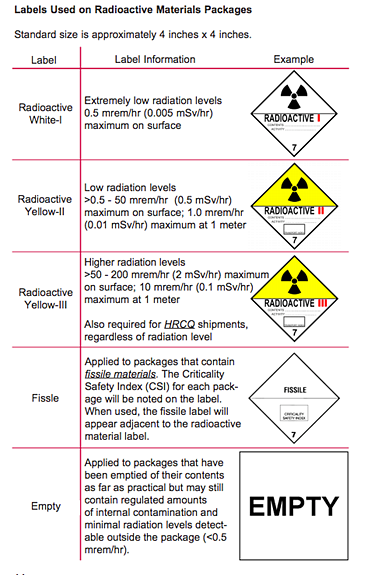 Labels Used on Radioactive Materials Packages
Standard size is approximately 4 inches x 4 inches.
Label
Label Information
Example
Radioactive
White-I
Extremely low radiation levels
0.5 mrem/hr (0.005 mSv/hr)
maximum on surface
RADIOACTIVE I
CONTENTS
ACTIVITY
7
Radioactive
Yellow-II
Low radiation levels
>0.5 - 50 mrem/hr (0.5 mSv/hr)
maximum on surface; 1.0 mrem/hr
(0.01 mSv/hr) maximum at 1 meter
RADIOACTIVE II
CONTENTS
ACTIVITY
7
Radioactive
Yellow-III
Higher radiation levels
>50 - 200 mrem/hr (2 mSv/hr) maximum
on surface; 10 mrem/hr (0.1 mSv/hr)
maximum at 1 meter
Also required for HRCQ shipments,
regardless of radiation level
RADIOACTIVE III
CONTENTS
ACTIVITY
7
Fissle
Applied to packages that contain
fissile materials. The Criticality
Safety Index (CSI) for each pack-
age will be noted on the label.
When used, the fissile label will
appear adjacent to the radioactive
material label.
FISSILE
CRITICALITY
SAFETY INDEX
7
Empty
Applied to packages that have
been emptied of their contents
as far as practical but may still
contain regulated amounts
of internal contamination and
minimal radiation levels detect-
able outside the package (<0.5
mrem/hr).
EMPTY